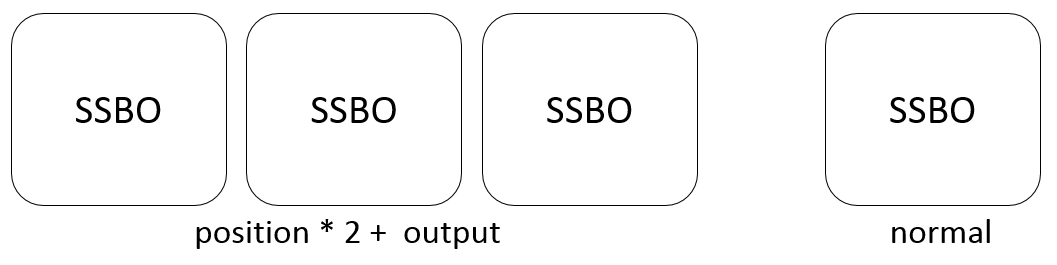 SSBO SSBO SSBO SSBO
position * 2 + output normal